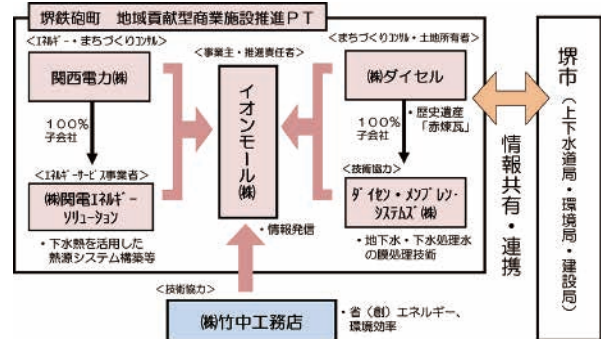 堺鉄砲町 地域貢献型商業施設推進PT
<エネルギー・まちづくりコンサル>
関西電力㈱
100%
子会社
<エネルギーサービス事業者>
㈱関電エネルギー
ソリューション
・下水熱を活用した
熱源システム構築等
<事業主・推進責任者>
イオンモール㈱
・情報発信
<まちづくりコンサル・土地所有者>
㈱ダイセル
100%
子会社
・歴史遺産
「赤煉瓦」
<技術協力>
ダイセン・メンブレン・
システムズ㈱
・地下水・下水処理水
の膜処理技術
<技術協力>
㈱竹中工務店
・省(創)エネルギー、
環境効率
情報共有・連携
堺市(上下水道局・環境局・建設局)